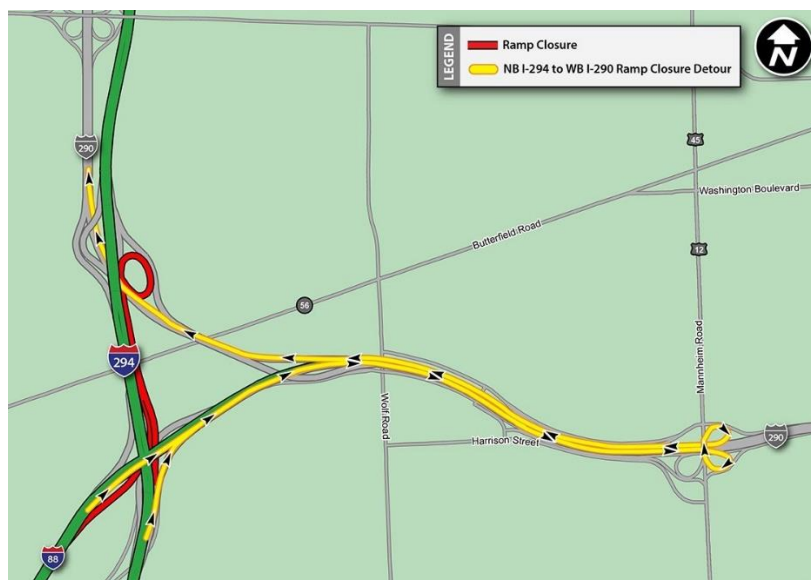 LEGEND
Ramp Closure
NB I-294 to WB I-290 Ramp Closure Detour
N
290
45
Washington Boulevard
Butterfield Road
12
56
294
Mannheim Road
Wolf Road
Harrison Street
290
88